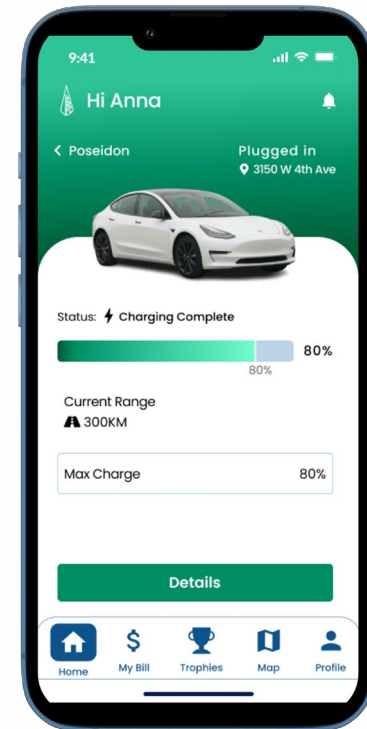 9:41
Hi Anna
Poseidon
Plugged in
3150 W 4th Ave
Status: Charging Complete
80%
80%
Current Range
300KM
Max Charge 80%
Details
Home My Bill Trophies Map Profile